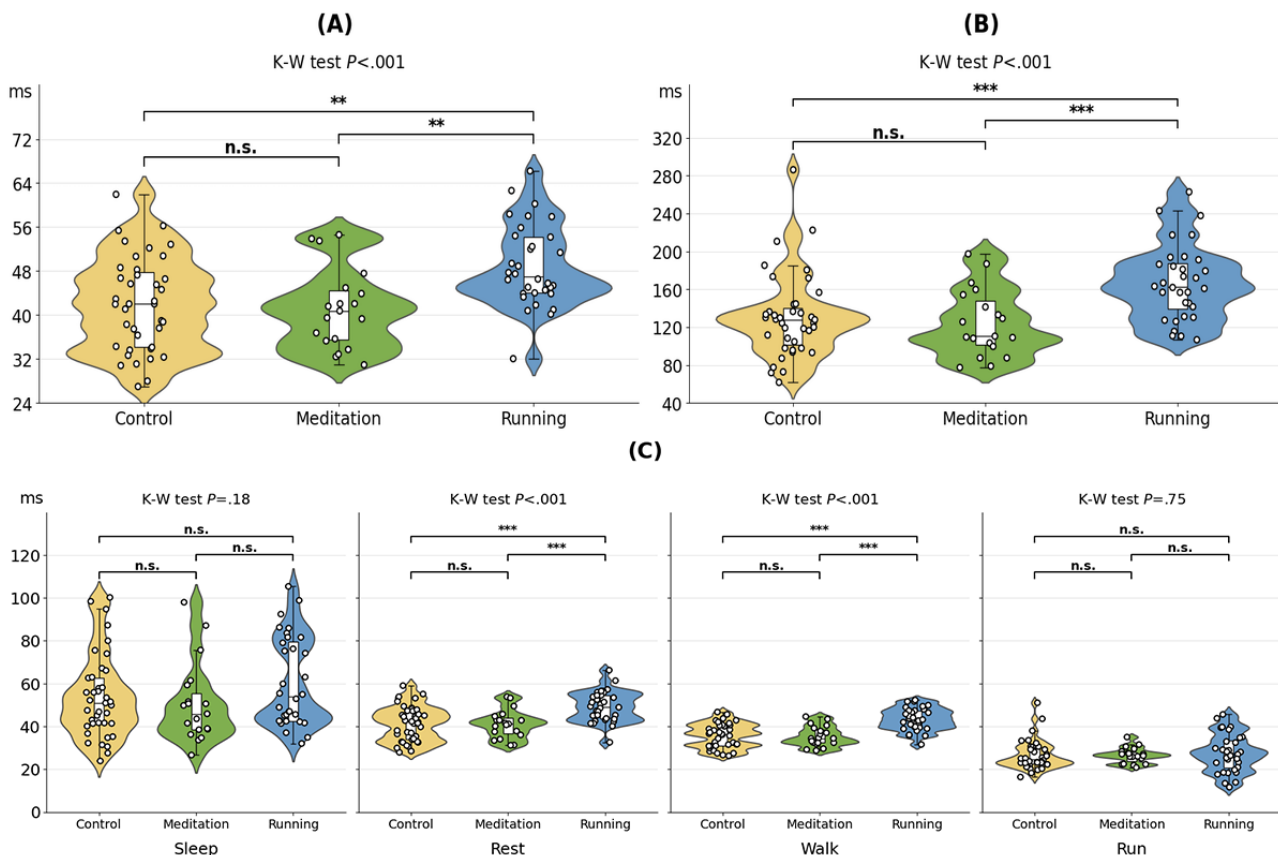 (A)
K-W test P<.001
ms
**
**
n.s.
72
64
56
48
40
32
24
Control Meditation Running
(B)
K-W test P<.001
ms
***
***
n.s.
320
280
240
200
160
120
80
40
Control Meditation Running
(C)
ms
K-W test P=.18
n.s.
n.s.
n.s.
120
100
80
60
40
20
0
Control Meditation Running
Sleep
K-W test P<.001
***
***
n.s.
Control Meditation Running
Rest
K-W test P<.001
***
***
n.s.
Control Meditation Running
Walk
K-W test P=.75
n.s.
n.s.
n.s.
Control Meditation Running
Run